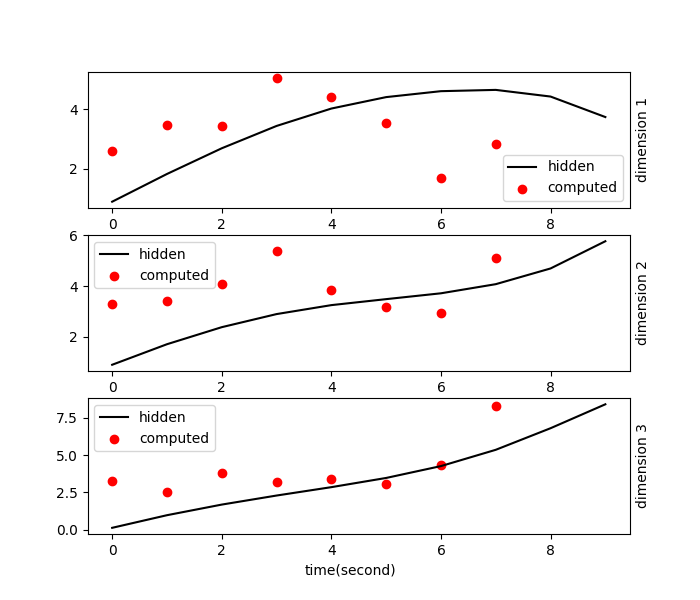 4
2
hidden
computed
dimension 1
0 2 4 6 8
6
4
2
hidden
computed
dimension 2
0 2 4 6 8
7.5
5.0
2.5
0.0
hidden
computed
dimension 3
0 2 4 6 8
time(second)